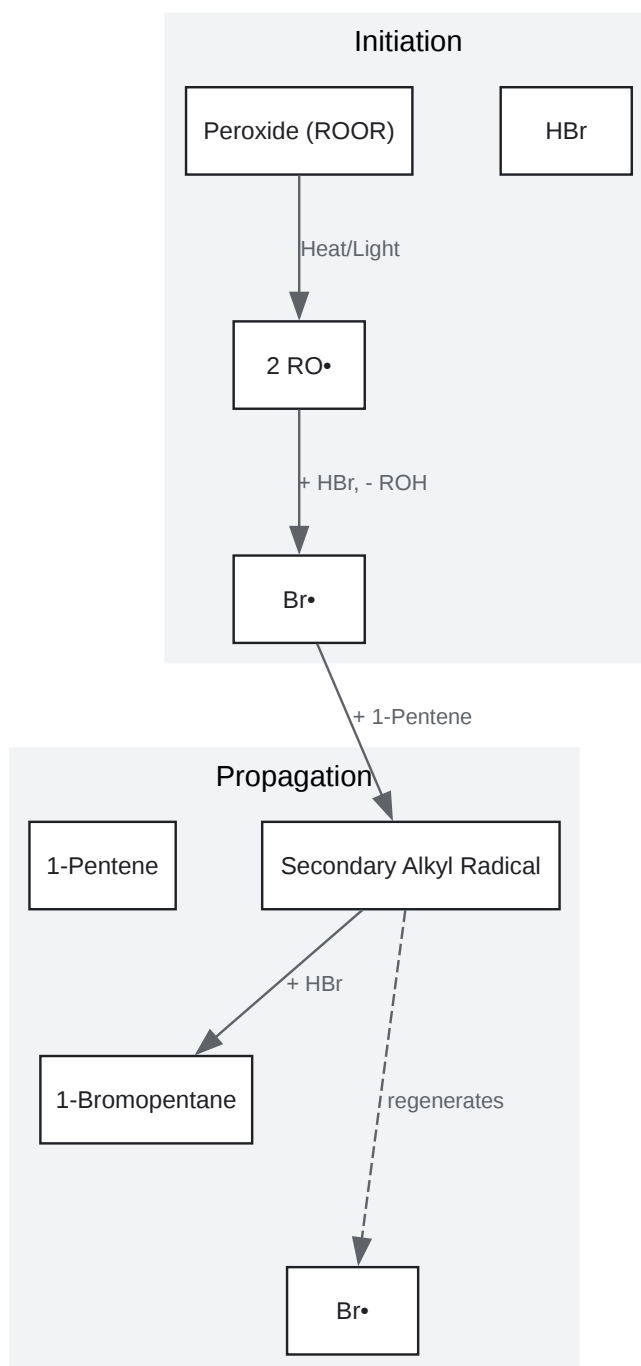 Initiation
Peroxide (ROOR)
HBr
Heat/Light
2 RO•
+ HBr, - ROH
Br•
+ 1-Pentene
Propagation
1-Pentene
Secondary Alkyl Radical
+ HBr
1-Bromopentane
regenerates
Br•